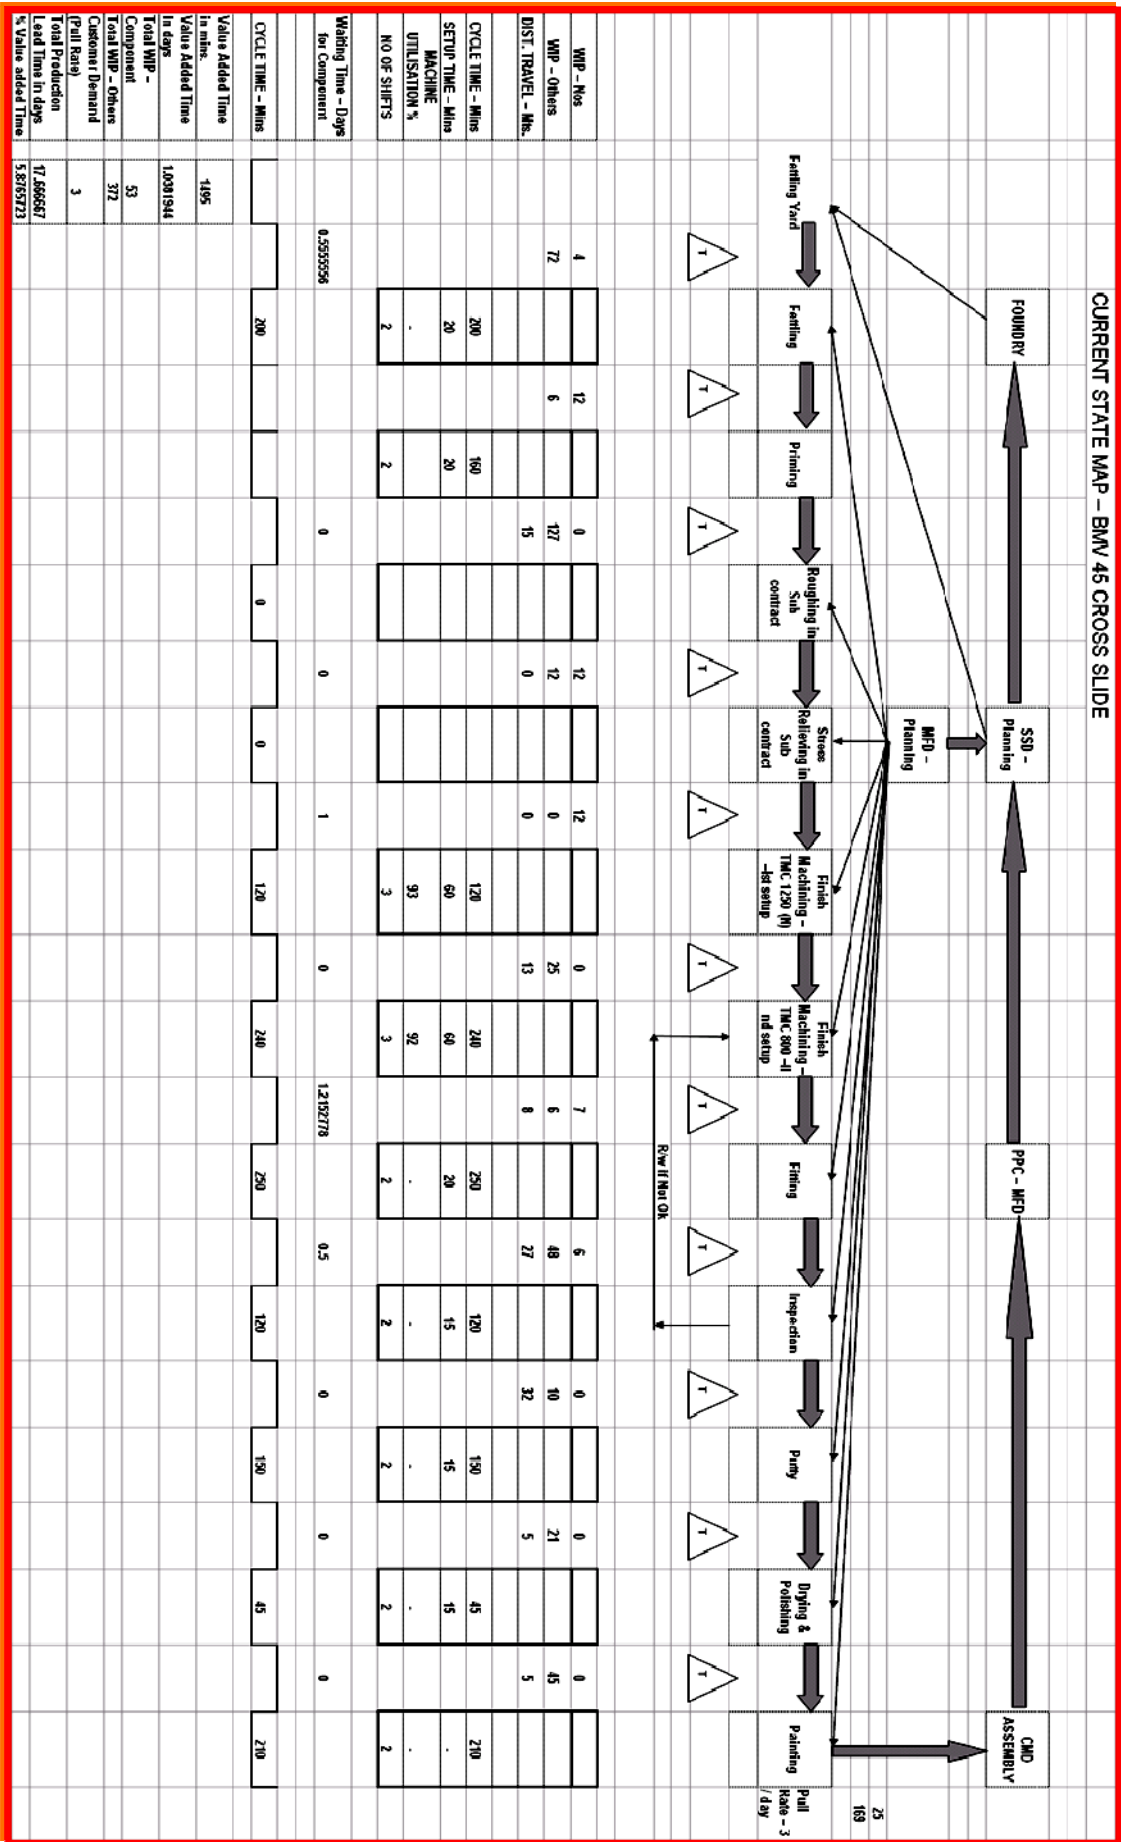 CURRENT STATE MAP – BMV 45 CROSS SLIDE
FOUNDRY
SSD –
Planning
PPC – MFD
CMD
ASSEMBLY
MFD –
Planning
25
169
Fettling Yard
Fettling
Priming
Roughing in
Sub
contract
Stress
Relieving in
Sub
contract
Finish
Machining –
TMC 1250 (N)
–Ist setup
Finish
Machining –
TMC 800 –II
nd setup
Fitting
Inspection
Putty
Drying &
Polishing
Painting
Pull
Rate – 3
/ day
T T T T T T T T T T T
R/w if Not Ok
WIP – Nos 4 12 0 12 12 0 7 6 0 0 0
WIP – Others 72 6 127 12 0 25 6 48 10 21 45
DIST. TRAVEL – Mts. 15 0 0 13 8 27 32 5 5
CYCLE TIME – Mins 200 160 120 240 250 120 150 45 210
SETUP TIME – Mins 20 20 60 60 20 15 15 15 -
MACHINE
UTILISATION % - 93 92 - - - - -
NO OF SHIFTS 2 2 3 3 2 2 2 2 2
Waiting Time – Days
for Component 0.5555556 0 0 1 0 1.2152778 0.5 0 0 0
CYCLE TIME – Mins 200 0 0 120 240 250 120 150 45 210
Value Added Time
in mins. 1495
Value Added Time
In days 1.0381944
Total WIP –
Component 53
Total WIP – Others 372
Customer Demand
(Pull Rate) 3
Total Production
Lead Time in days 17.666667
% Value added Time 5.8765723